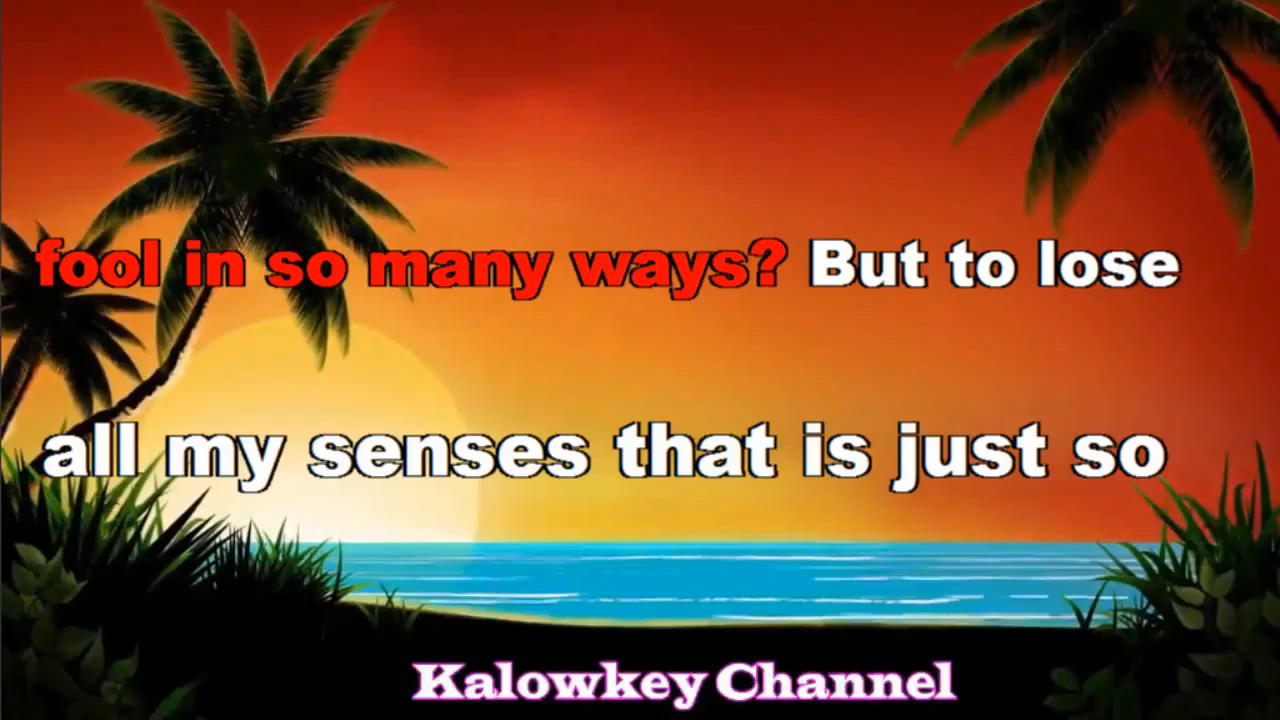 fool in so many ways? But to lose
all my senses that is just so
Kalowkey Channel